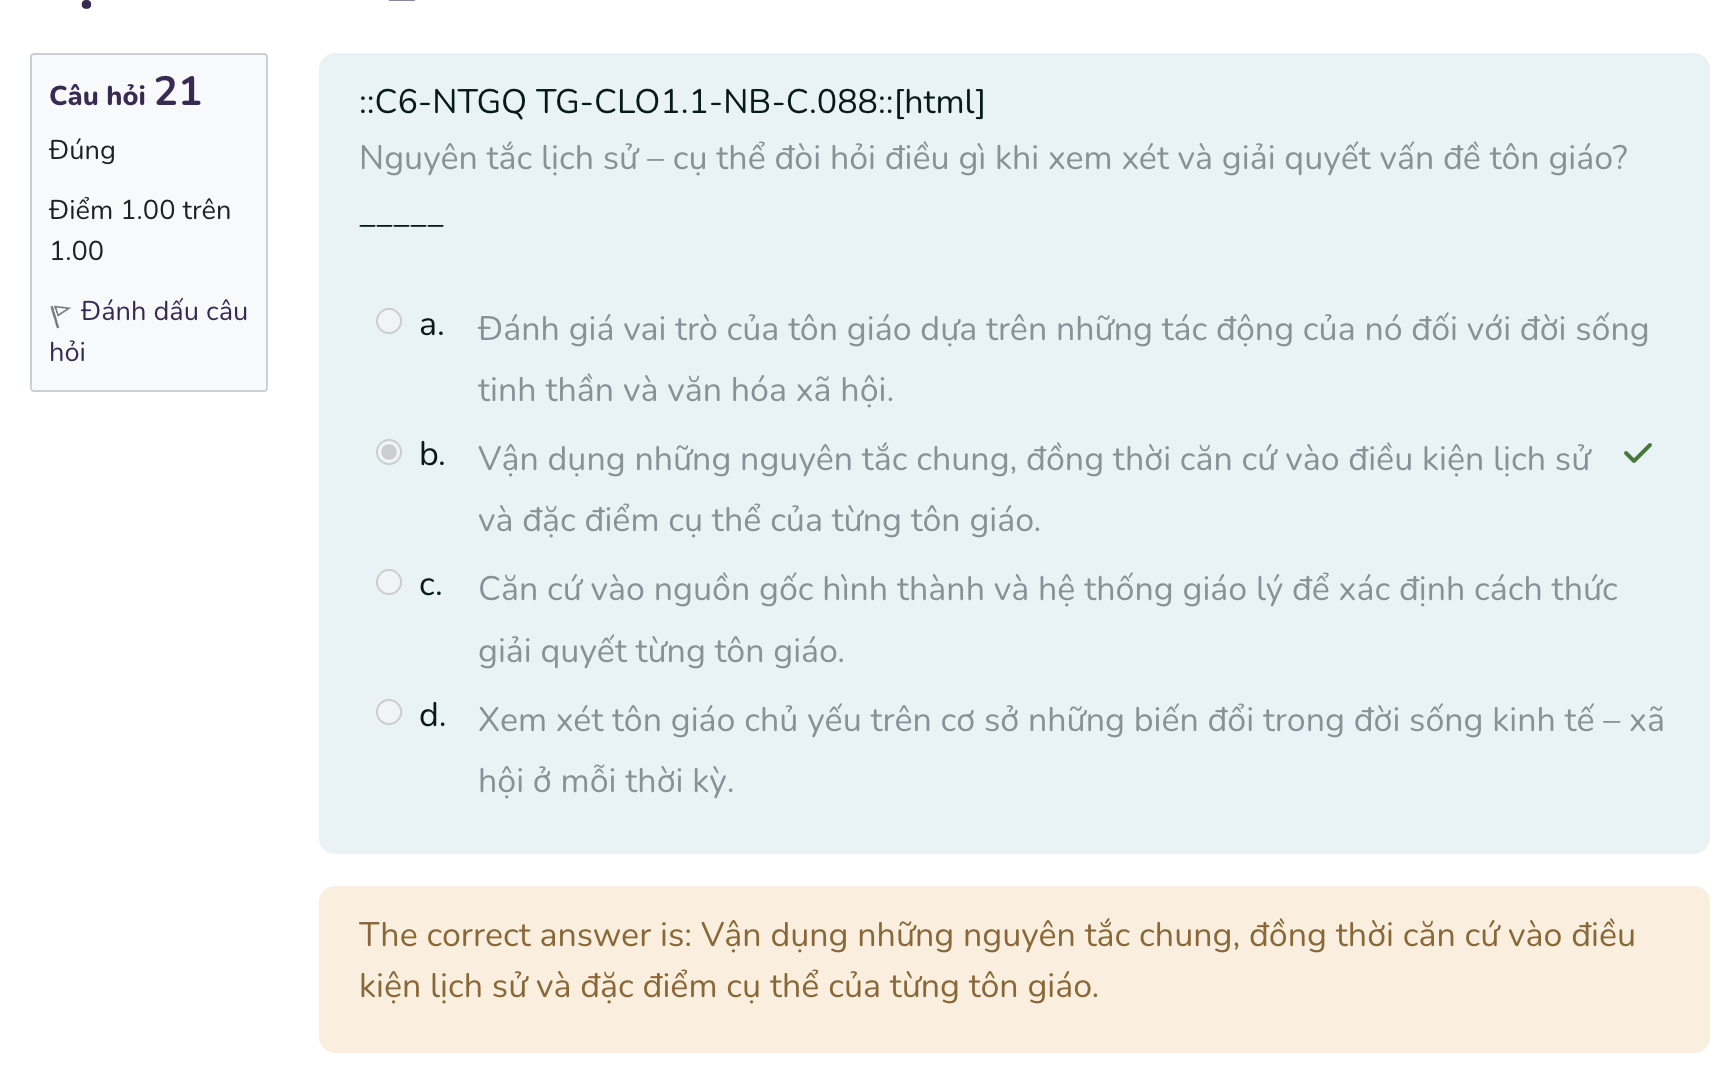 Câu hỏi 21
Đúng
Điểm 1.00 trên
1.00
Đánh dấu câu
hỏi
::C6-NTGQ TG-CLO1.1-NB-C.088::[html]
Nguyên tắc lịch sử – cụ thể đòi hỏi điều gì khi xem xét và giải quyết vấn đề tôn giáo?
_____
a. Đánh giá vai trò của tôn giáo dựa trên những tác động của nó đối với đời sống
tinh thần và văn hóa xã hội.
b. Vận dụng những nguyên tắc chung, đồng thời căn cứ vào điều kiện lịch sử
và đặc điểm cụ thể của từng tôn giáo.
c. Căn cứ vào nguồn gốc hình thành và hệ thống giáo lý để xác định cách thức
giải quyết từng tôn giáo.
d. Xem xét tôn giáo chủ yếu trên cơ sở những biến đổi trong đời sống kinh tế – xã
hội ở mỗi thời kỳ.
The correct answer is: Vận dụng những nguyên tắc chung, đồng thời căn cứ vào điều
kiện lịch sử và đặc điểm cụ thể của từng tôn giáo.